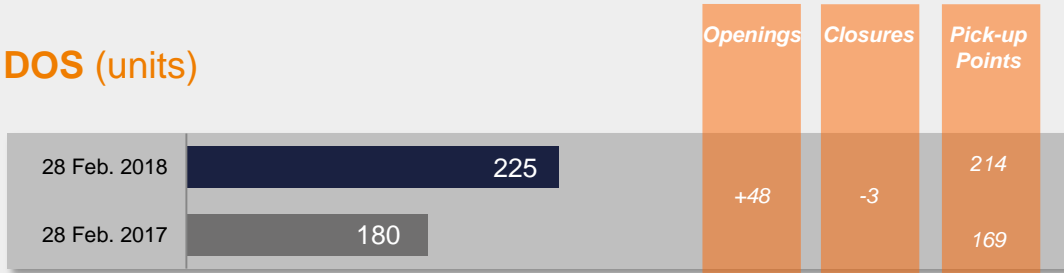 Openings Closures Pick-up
Points
DOS (units)
28 Feb. 2018 225 214
+48 -3
28 Feb. 2017 180 169